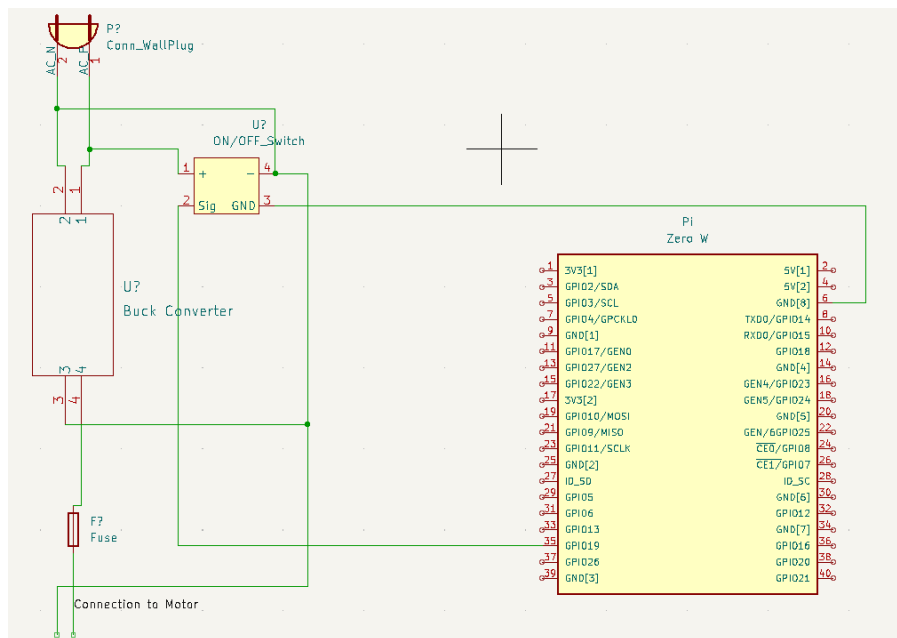 P?
Conn_WallPlug
AC_N
2
AC_P
1
U?
ON/OFF_Switch
1
+
-
4
2
Sig
GND
3
2
1
2
1
U?
Buck Converter
3
4
3
4
F?
Fuse
Connection to Motor
Pi
Zero W
1 3V3[1] 5V[1] 2
3 GPIO2/SDA 5V[2] 4
5 GPIO3/SCL GND[8] 6
7 GPIO4/GPCKL0 TXD0/GPIO14 8
9 GND[1] RXD0/GPIO15 10
11 GPIO17/GEN0 GPIO18 12
13 GPIO27/GEN2 GND[4] 14
15 GPIO22/GEN3 GEN4/GPIO23 16
17 3V3[2] GEN5/GPIO24 18
19 GPIO10/MOSI GND[5] 20
21 GPIO9/MISO GEN/6GPIO25 22
23 GPIO11/SCLK CE0/GPIO8 24
25 GND[2] CE1/GPIO7 26
27 ID_SD ID_SC 28
29 GPIO5 GND[6] 30
31 GPIO6 GPIO12 32
33 GPIO13 GND[7] 34
35 GPIO19 GPIO16 36
37 GPIO26 GPIO20 38
39 GND[3] GPIO21 40